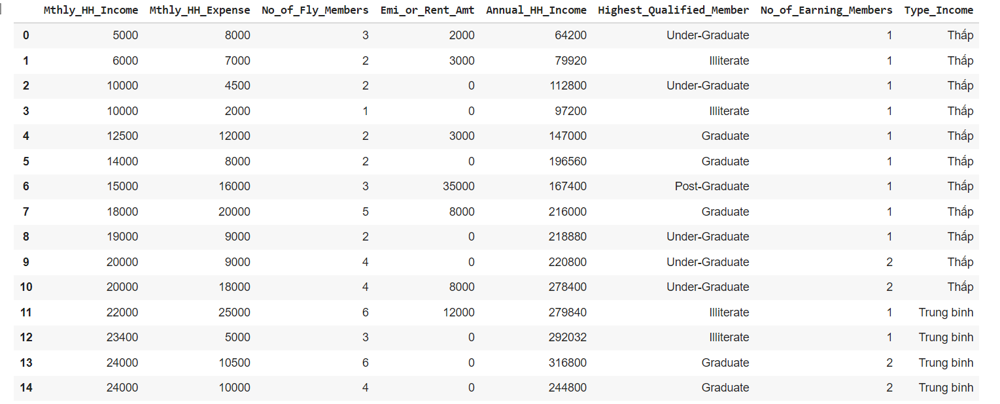 Mthly_HH_Income Mthly_HH_Expense No_of_Fly_Members Emi_or_Rent_Amt Annual_HH_Income Highest_Qualified_Member No_of_Earning_Members Type_Income
0 5000 8000 3 2000 64200 Under-Graduate 1 Thấp
1 6000 7000 2 3000 79920 Illiterate 1 Thấp
2 10000 4500 2 0 112800 Under-Graduate 1 Thấp
3 10000 2000 1 0 97200 Illiterate 1 Thấp
4 12500 12000 2 3000 147000 Graduate 1 Thấp
5 14000 8000 2 0 196560 Graduate 1 Thấp
6 15000 16000 3 35000 167400 Post-Graduate 1 Thấp
7 18000 20000 5 8000 216000 Graduate 1 Thấp
8 19000 9000 2 0 218880 Under-Graduate 1 Thấp
9 20000 9000 4 0 220800 Under-Graduate 2 Thấp
10 20000 18000 4 8000 278400 Under-Graduate 2 Thấp
11 22000 25000 6 12000 279840 Illiterate 1 Trung bình
12 23400 5000 3 0 292032 Illiterate 1 Trung bình
13 24000 10500 6 0 316800 Graduate 2 Trung bình
14 24000 10000 4 0 244800 Graduate 2 Trung bình